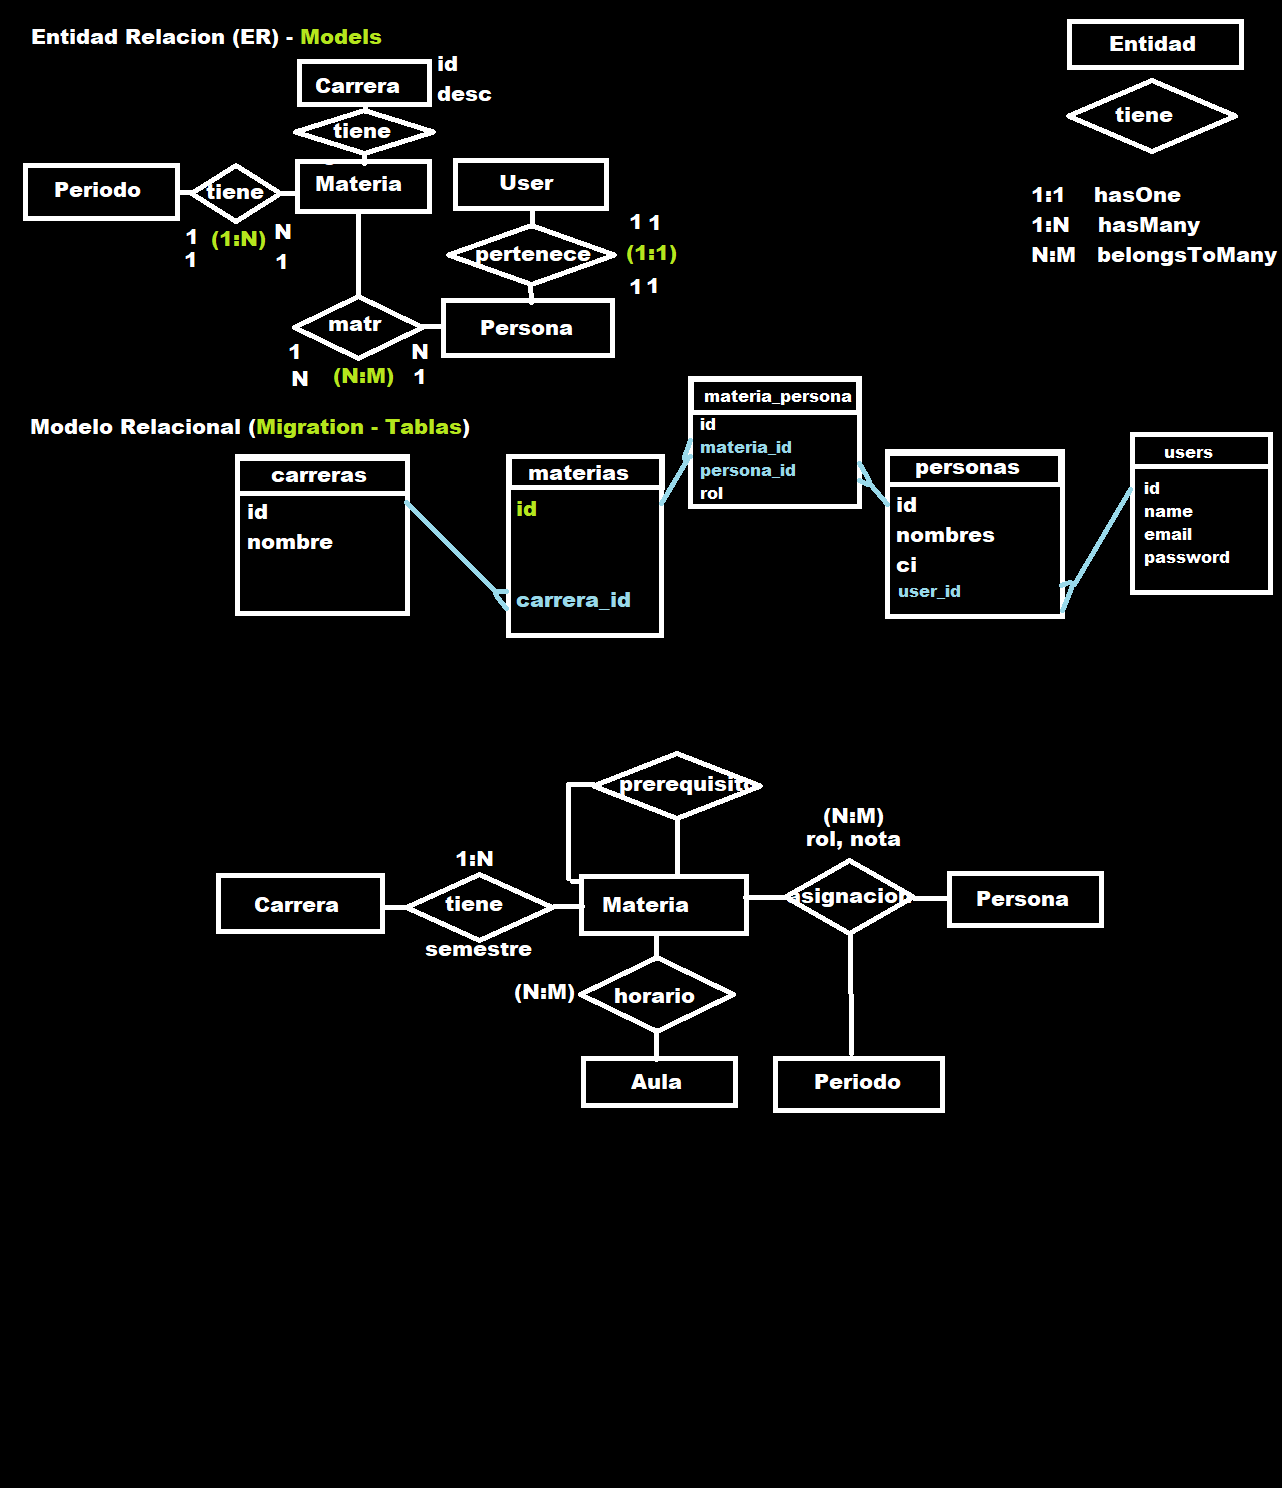 Entidad Relacion (ER) - Models
Entidad
Carrera
id
desc
tiene
tiene
Periodo
tiene
Materia
User
1:1 hasOne
1:N hasMany
N:M belongsToMany
1 (1:N) N
1 1
pertenece
1 1
(1:1)
1 1
matr
Persona
1 N
N (N:M) 1
Modelo Relacional (Migration - Tablas)
carreras
id
nombre
materias
id
carrera_id
materia_persona
id
materia_id
persona_id
rol
personas
id
nombres
ci
user_id
users
id
name
email
password
prerequisito
(N:M)
rol, nota
1:N
Carrera
tiene
semestre
Materia
asignacion
Persona
(N:M)
horario
Aula
Periodo